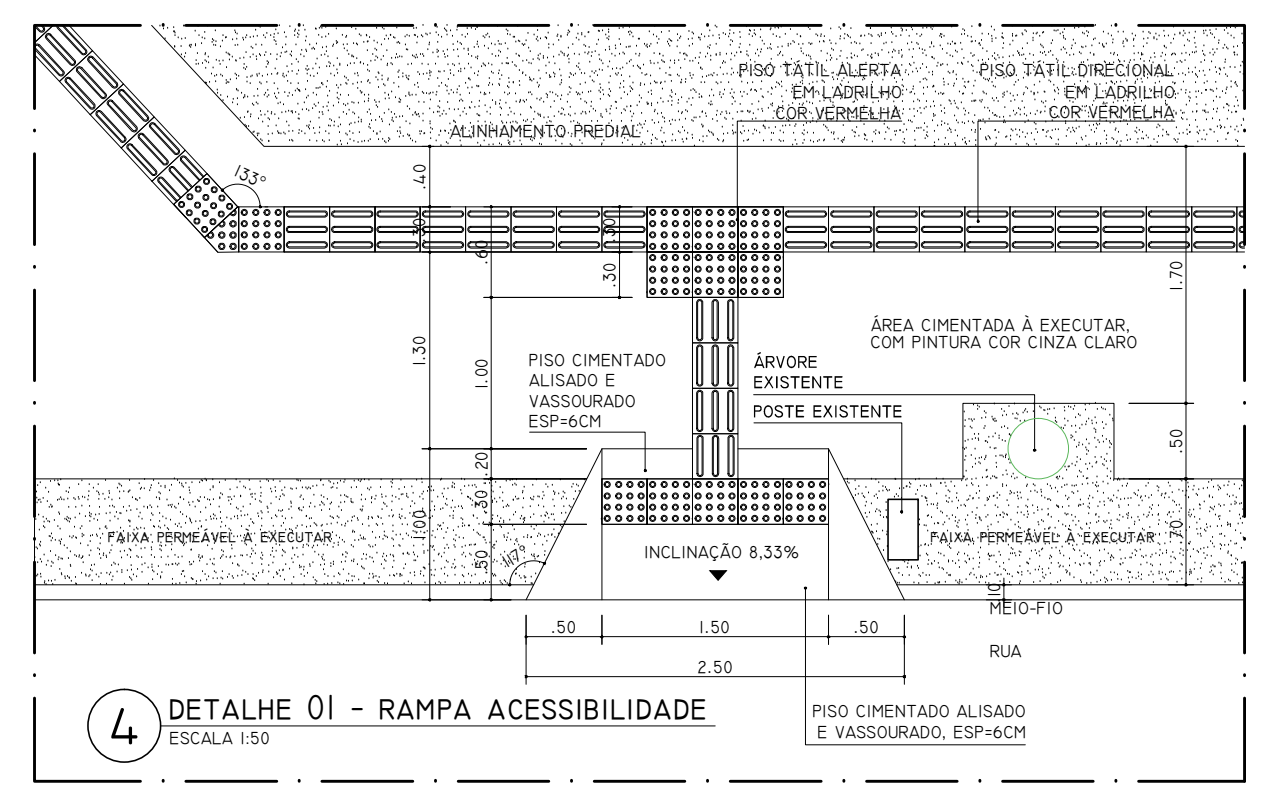 PISO TÁTIL ALERTA
EM LADRILHO
COR VERMELHA
PISO TÁTIL DIRECIONAL
EM LADRILHO
COR VERMELHA
ALINHAMENTO PREDIAL
133°
.40
.30
.60
.30
.30
1.70
ÁREA CIMENTADA À EXECUTAR,
COM PINTURA COR CINZA CLARO
1.30
1.00
PISO CIMENTADO
ALISADO E
VASSOURADO
ESP=6CM
ÁRVORE
EXISTENTE
POSTE EXISTENTE
.50
.20
.30
1.00
.50
.70
FAIXA PERMEÁVEL À EXECUTAR
117°
INCLINAÇÃO 8,33%
FAIXA PERMEÁVEL À EXECUTAR
.10
MEIO-FIO
RUA
.50
1.50
.50
2.50
4
DETALHE 01 - RAMPA ACESSIBILIDADE
ESCALA 1:50
PISO CIMENTADO ALISADO
E VASSOURADO, ESP=6CM